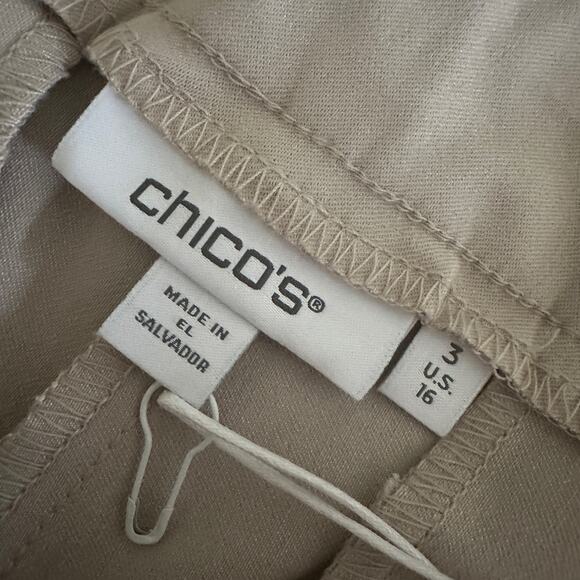 chico's®
MADE IN
EL
SALVADOR
3
U.S.
16